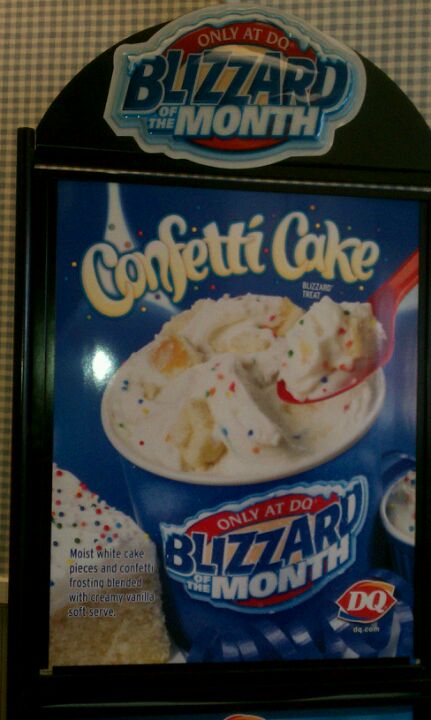 ONLY AT DQ
BLIZZARD
OF THE MONTH
Confetti Cake
BLIZZARD
TREAT
ONLY AT DQ
BLIZZARD
OF THE MONTH
Moist white cake
pieces and confetti
frosting blended
with creamy vanilla
soft serve.
DQ
dq.com